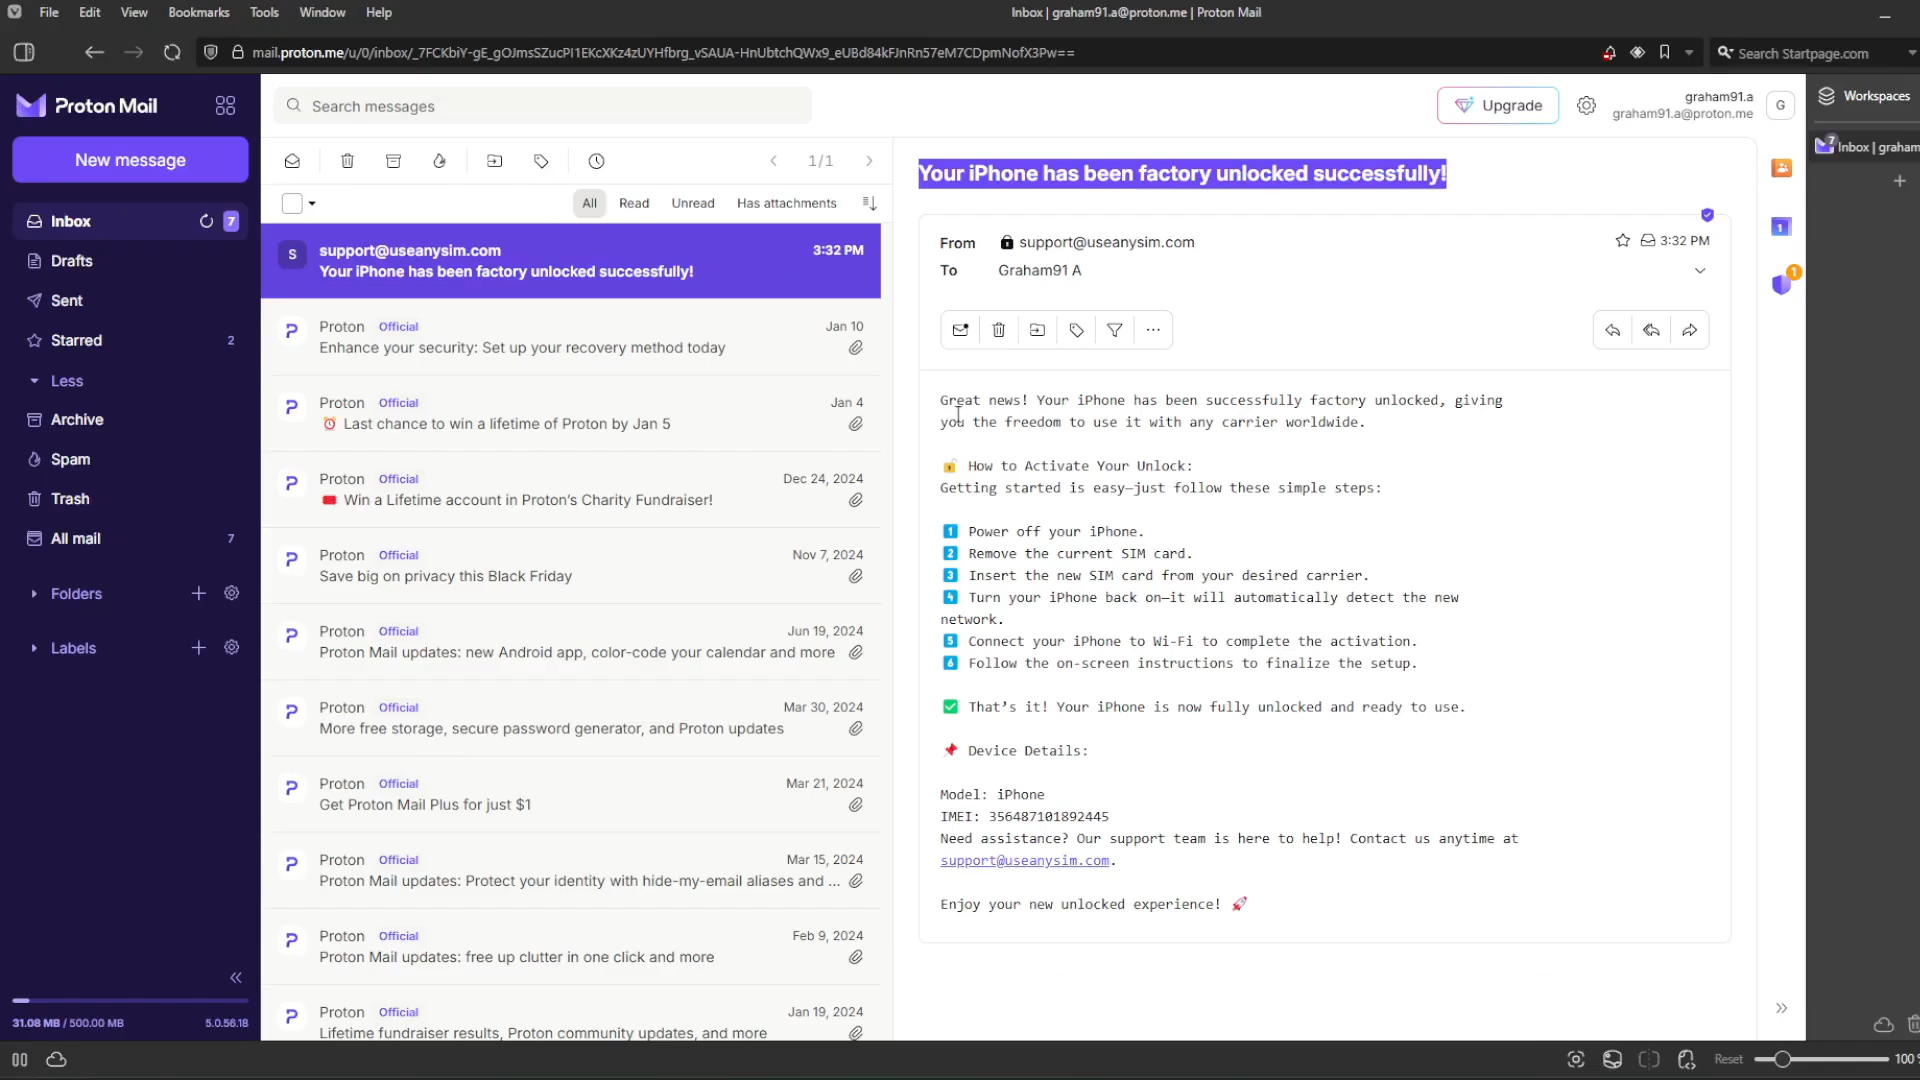 File Edit View Bookmarks Tools Window Help
Inbox | graham91.a@proton.me | Proton Mail
mail.proton.me/u/0/inbox/_7FCKbiY-gE_gOJmsSZucPI1EKcXKz4zUYHfbrg_vSAUA-HnUbtchQWx9_eUBd84kFJnRn57eM7CDpmNofX3Pw==
Search Startpage.com
Proton Mail
New message
Inbox 7
Drafts
Sent
Starred 2
Less
Archive
Spam
Trash
All mail 7
Folders
Labels
31.08 MB / 500.00 MB 5.0.56.18
Search messages
Upgrade
graham91.a
graham91.a@proton.me
G
1/1
All Read Unread Has attachments
S
support@useanysim.com 3:32 PM
Your iPhone has been factory unlocked successfully!
Proton Official Jan 10
Enhance your security: Set up your recovery method today
Proton Official Jan 4
⏰ Last chance to win a lifetime of Proton by Jan 5
Proton Official Dec 24, 2024
Win a Lifetime account in Proton's Charity Fundraiser!
Proton Official Nov 7, 2024
Save big on privacy this Black Friday
Proton Official Jun 19, 2024
Proton Mail updates: new Android app, color-code your calendar and more
Proton Official Mar 30, 2024
More free storage, secure password generator, and Proton updates
Proton Official Mar 21, 2024
Get Proton Mail Plus for just $1
Proton Official Mar 15, 2024
Proton Mail updates: Protect your identity with hide-my-email aliases and ...
Proton Official Feb 9, 2024
Proton Mail updates: free up clutter in one click and more
Proton Official Jan 19, 2024
Lifetime fundraiser results, Proton community updates, and more
Your iPhone has been factory unlocked successfully!
From support@useanysim.com 3:32 PM
To Graham91 A
Great news! Your iPhone has been successfully factory unlocked, giving
you the freedom to use it with any carrier worldwide.
🔓 How to Activate Your Unlock:
Getting started is easy—just follow these simple steps:
1 Power off your iPhone.
2 Remove the current SIM card.
3 Insert the new SIM card from your desired carrier.
4 Turn your iPhone back on—it will automatically detect the new
network.
5 Connect your iPhone to Wi-Fi to complete the activation.
6 Follow the on-screen instructions to finalize the setup.
✅ That’s it! Your iPhone is now fully unlocked and ready to use.
📌 Device Details:
Model: iPhone
IMEI: 356487101892445
Need assistance? Our support team is here to help! Contact us anytime at
support@useanysim.com.
Enjoy your new unlocked experience! 🚀
1
1
Workspaces
7
Inbox | graham
Reset 100 %